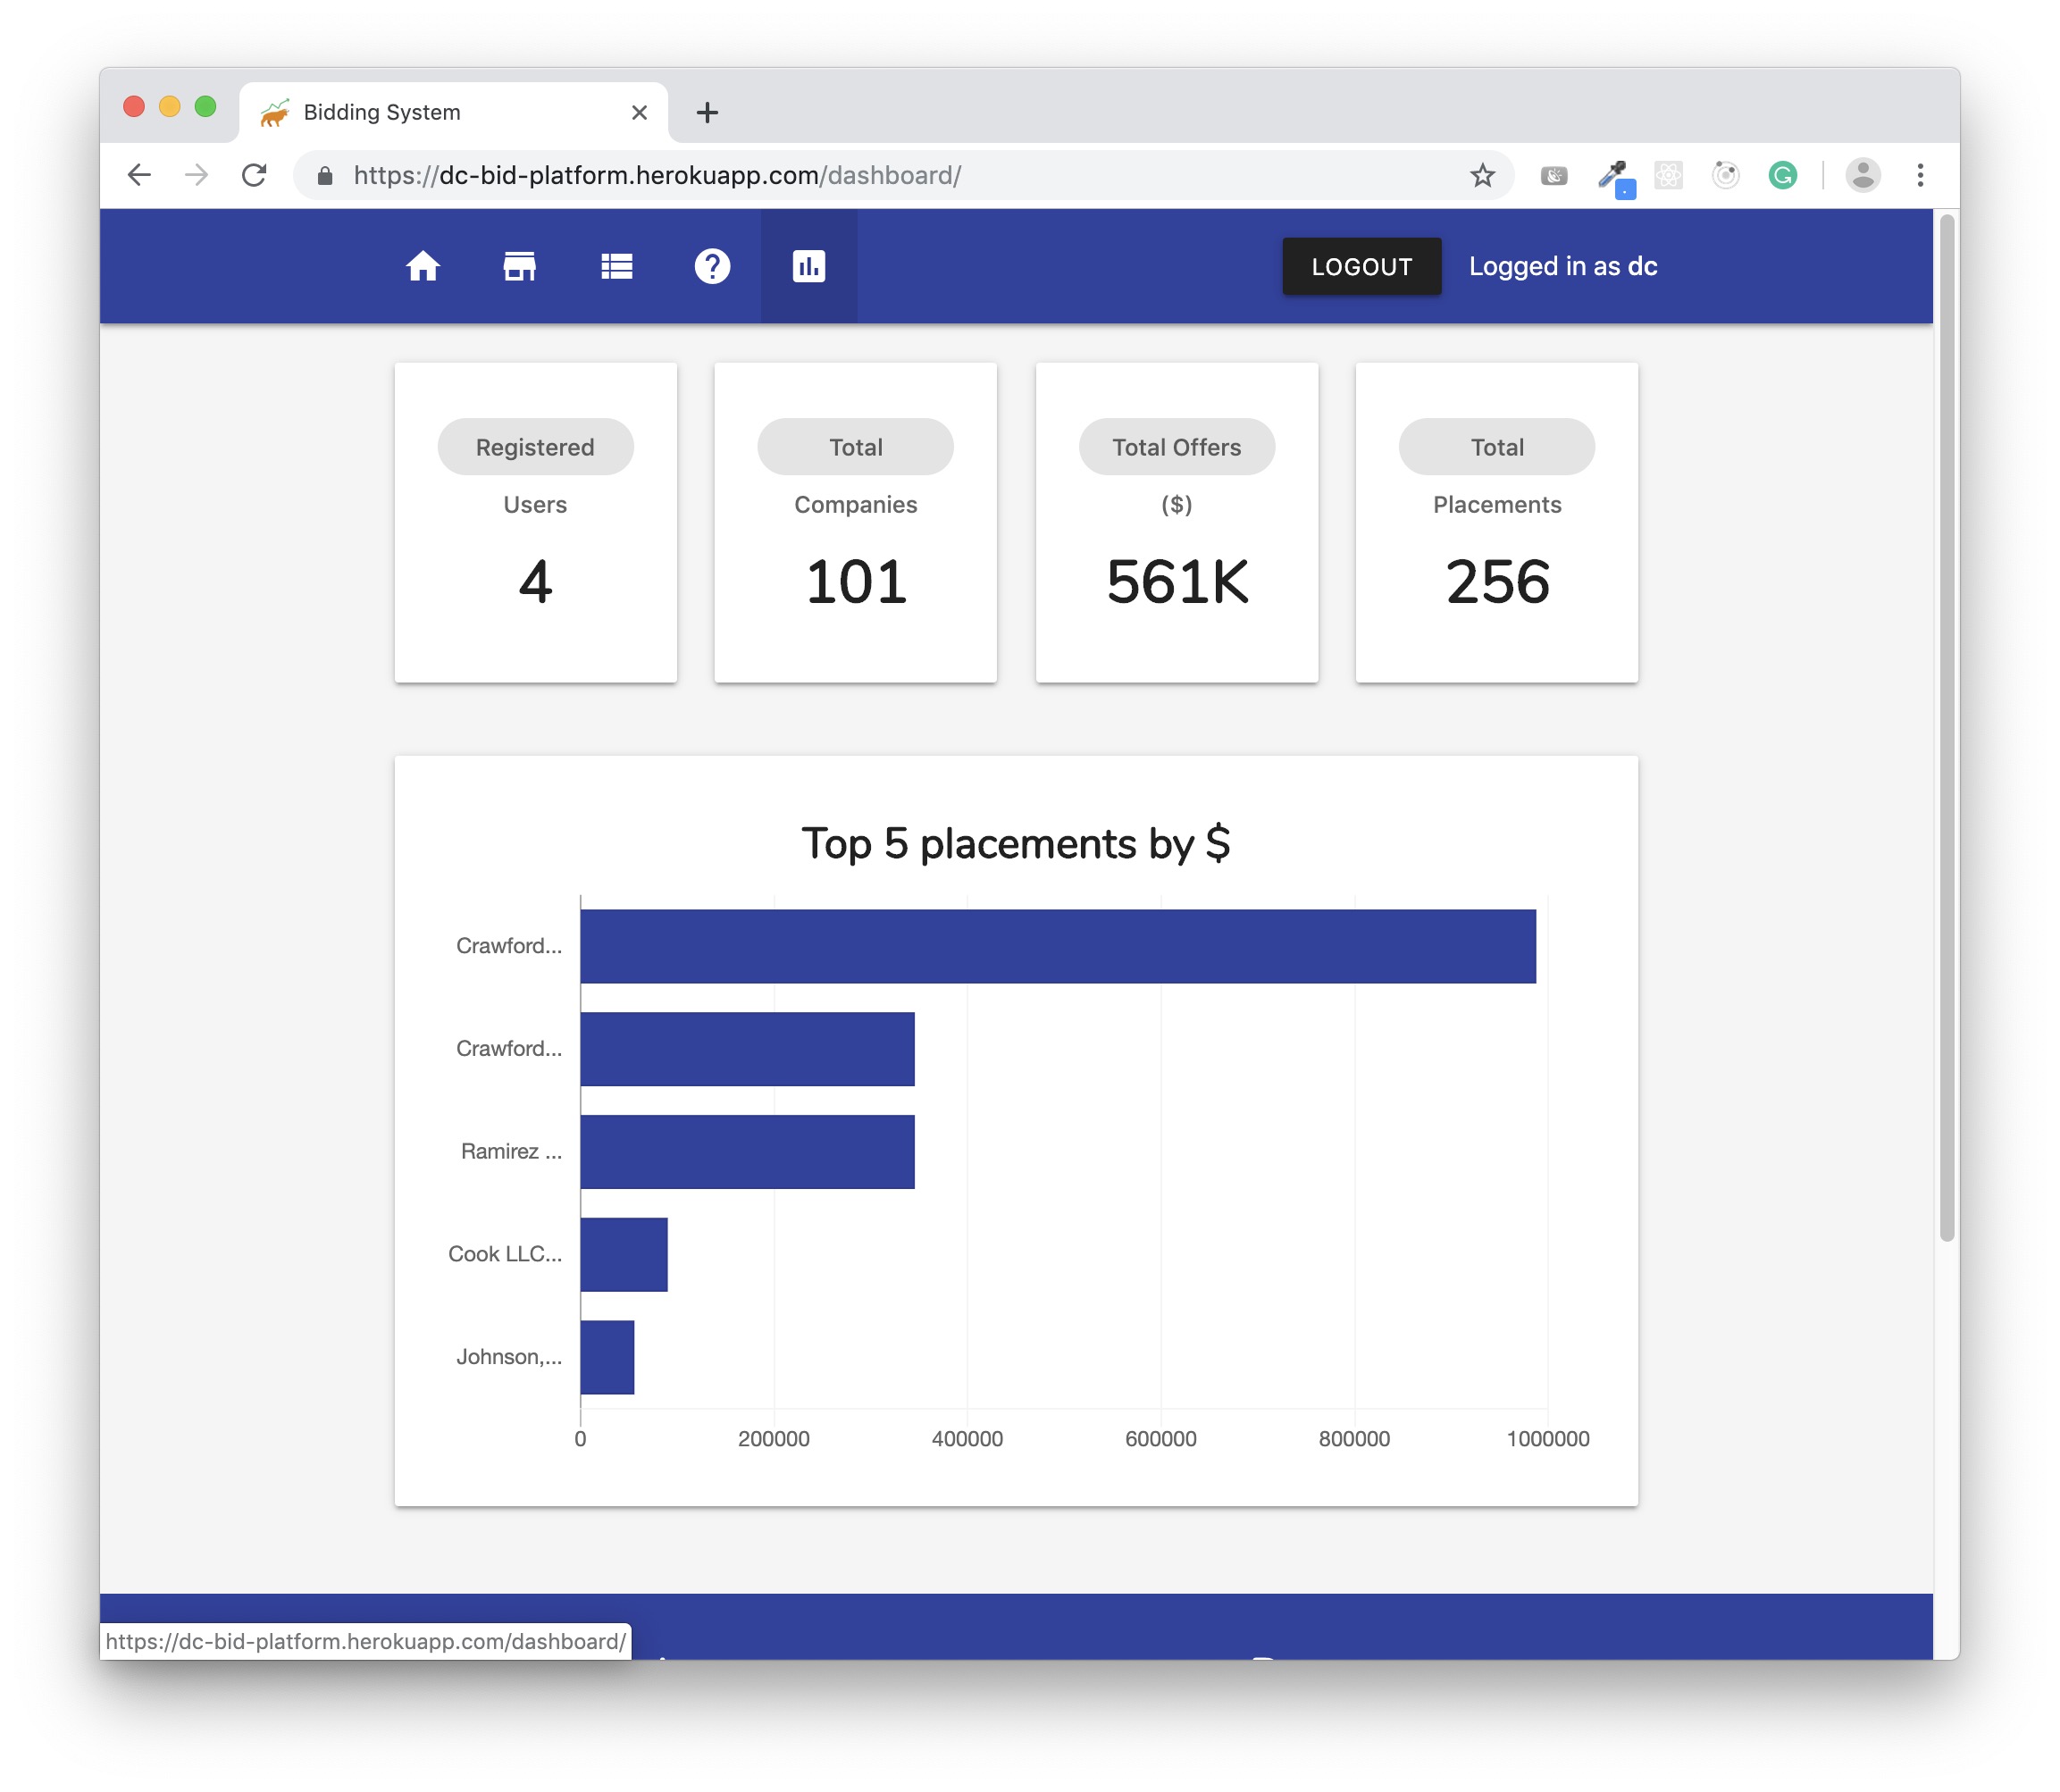 Bidding System
https://dc-bid-platform.herokuapp.com/dashboard/
LOGOUT Logged in as dc
Registered
Users
4
Total
Companies
101
Total Offers
($)
561K
Total
Placements
256
Top 5 placements by $
Crawford...
Crawford...
Ramirez ...
Cook LLC...
Johnson,...
0 200000 400000 600000 800000 1000000
https://dc-bid-platform.herokuapp.com/dashboard/